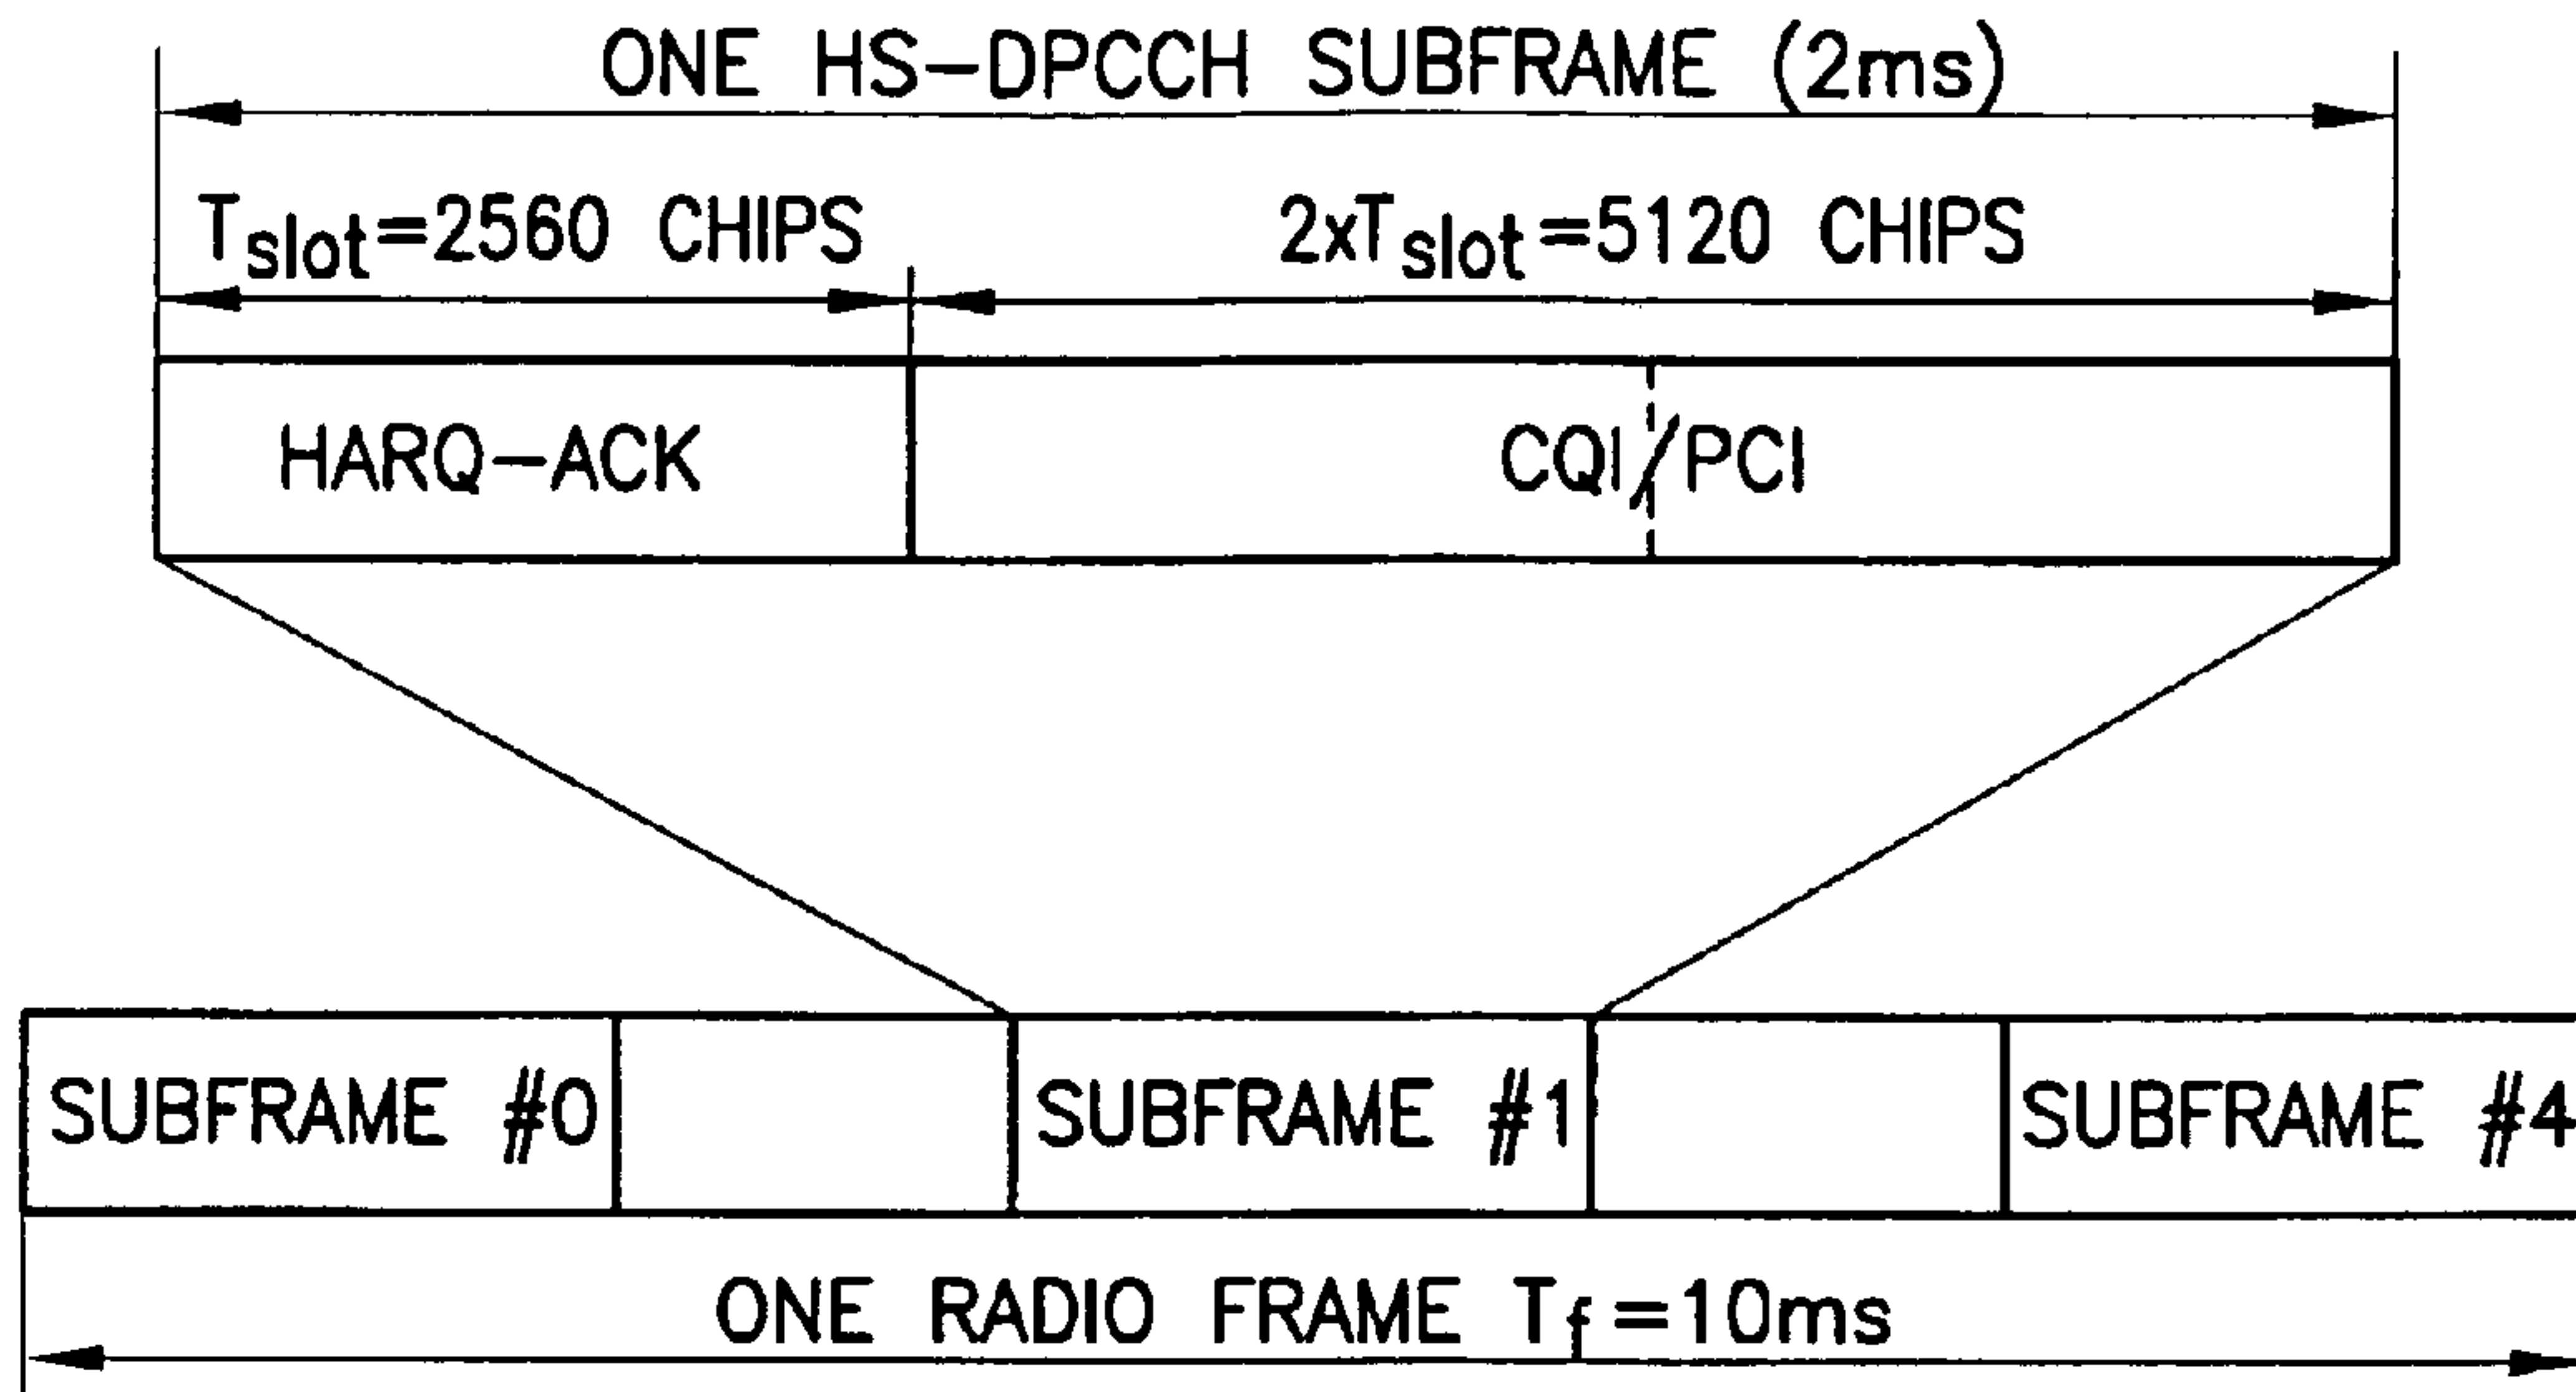 ONE HS-DPCCH SUBFRAME (2ms)
Tslot=2560 CHIPS
2xTslot=5120 CHIPS
HARQ-ACK
CQI/PCI
SUBFRAME #0
SUBFRAME #1
SUBFRAME #4
ONE RADIO FRAME Tf=10ms